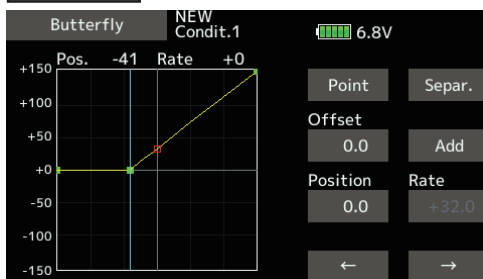 Butterfly
NEW
Condit.1
6.8V
Pos. -41 Rate +0
+150
+100
+50
+0
-50
-100
-150
Point Separ.
Offset
0.0 Add
Position Rate
0.0 +32.0
← →